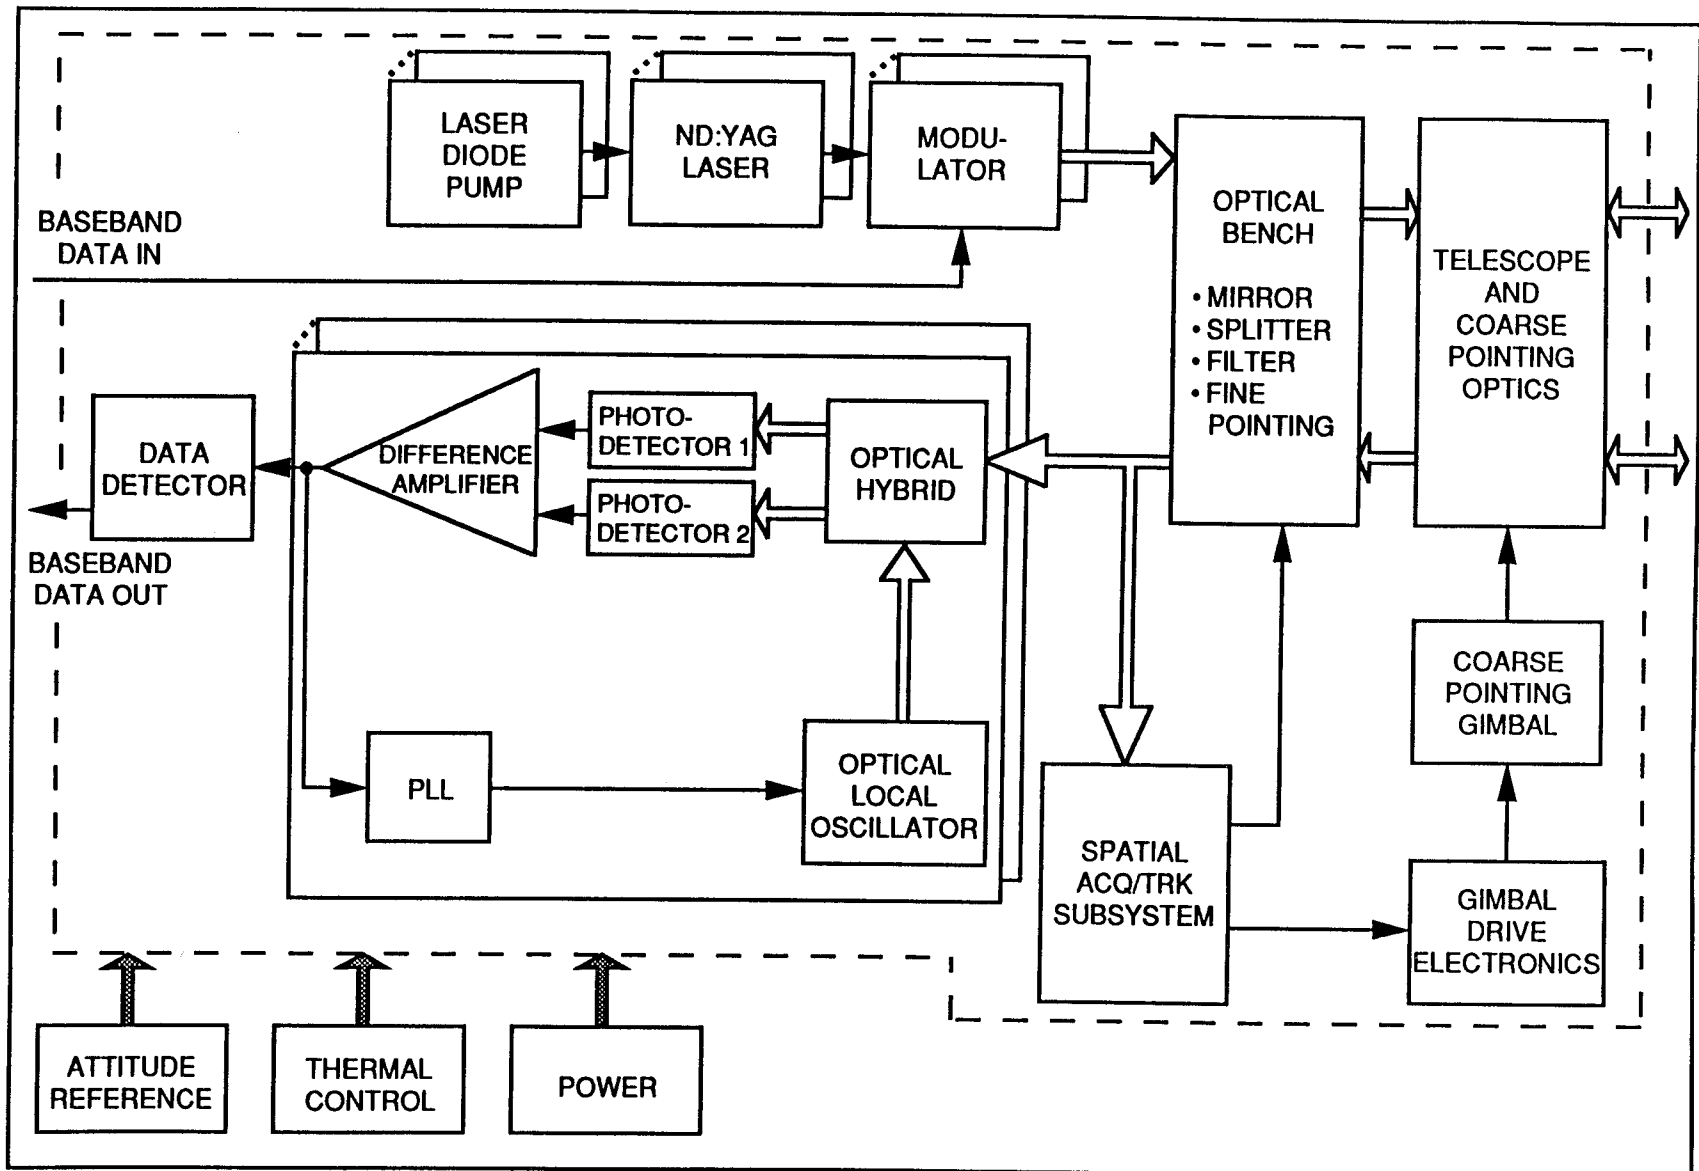 LASER
DIODE
PUMP
ND:YAG
LASER
MODU-
LATOR
BASEBAND
DATA IN
OPTICAL
BENCH
• MIRROR
• SPLITTER
• FILTER
• FINE
POINTING
TELESCOPE
AND
COARSE
POINTING
OPTICS
DATA
DETECTOR
DIFFERENCE
AMPLIFIER
PHOTO-
DETECTOR 1
PHOTO-
DETECTOR 2
OPTICAL
HYBRID
BASEBAND
DATA OUT
PLL
OPTICAL
LOCAL
OSCILLATOR
SPATIAL
ACQ/TRK
SUBSYSTEM
COARSE
POINTING
GIMBAL
GIMBAL
DRIVE
ELECTRONICS
ATTITUDE
REFERENCE
THERMAL
CONTROL
POWER